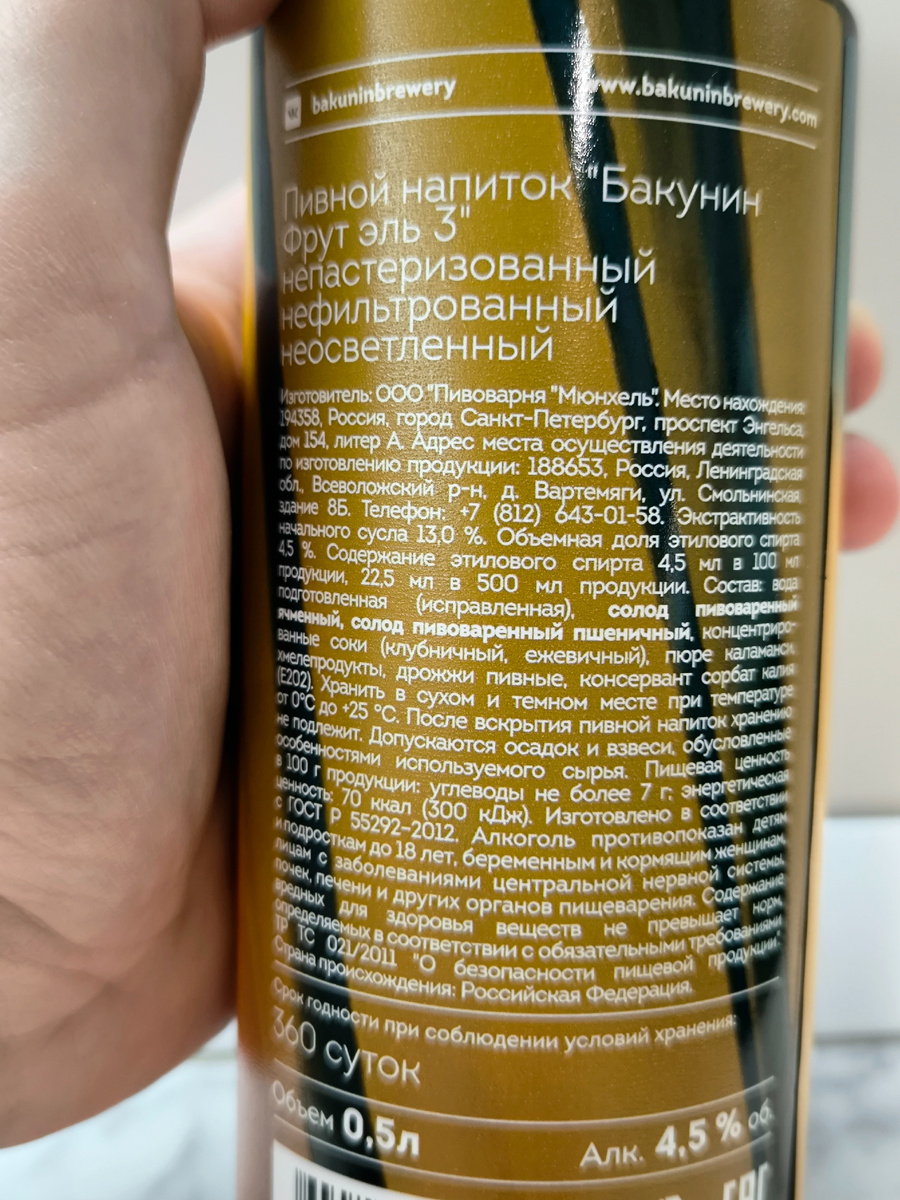 bakuninbrewery www.bakuninbrewery.com
Пивной напиток "Бакунин
Фрут эль 3"
непастеризованный
нефильтрованный
неосветленный
Изготовитель: ООО "Пивоварня "Мюнхель". Место нахождения:
194358, Россия, город Санкт-Петербург, проспект Энгельса,
дом 154, литер А. Адрес места осуществления деятельности
по изготовлению продукции: 188653, Россия, Ленинградская
обл., Всеволожский р-н, д. Вартемяги, ул. Смольнинская,
здание 8Б. Телефон: +7 (812) 643-01-58. Экстрактивность
начального сусла 13,0 %. Объемная доля этилового спирта
4,5 %. Содержание этилового спирта 4,5 мл в 100 мл
продукции, 22,5 мл в 500 мл продукции. Состав: вода
подготовленная (исправленная), солод пивоваренный
ячменный, солод пивоваренный пшеничный, концентриро-
ванные соки (клубничный, ежевичный), пюре каламанси,
хмелепродукты, дрожжи пивные, консервант сорбат калия
(Е202). Хранить в сухом и темном месте при температуре
от 0°С до +25 °С. После вскрытия пивной напиток хранению
не подлежит. Допускаются осадок и взвеси, обусловленные
особенностями используемого сырья. Пищевая ценность
в 100 г продукции: углеводы не более 7 г; энергетическая
ценность: 70 ккал (300 кДж). Изготовлено в соответствии
с ГОСТ Р 55292-2012. Алкоголь противопоказан детям
и подросткам до 18 лет, беременным и кормящим женщинам,
лицам с заболеваниями центральной нервной системы,
почек, печени и других органов пищеварения. Содержание
вредных для здоровья веществ не превышает норм,
определяемых в соответствии с обязательными требованиями
ТР ТС 021/2011 "О безопасности пищевой продукции".
Страна происхождения: Российская Федерация.
Срок годности при соблюдении условий хранения:
360 суток
Объем 0,5л Алк. 4,5 % об.